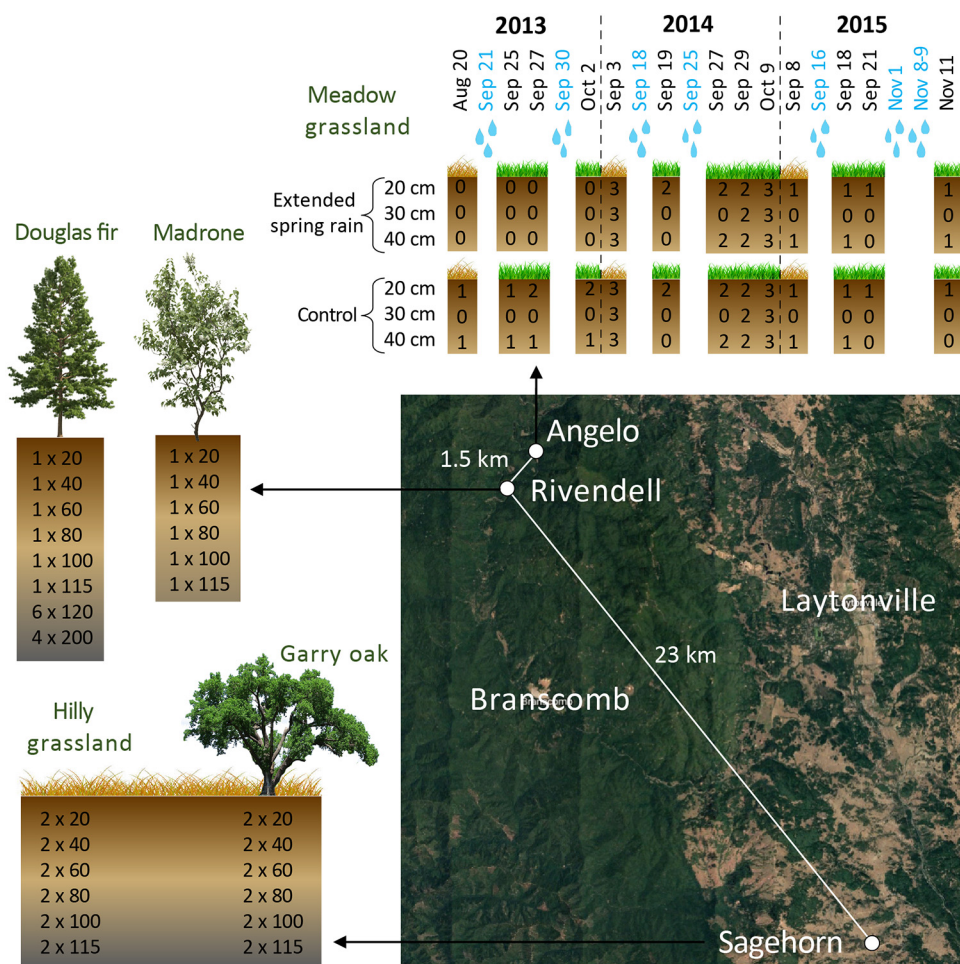 2013 2014 2015
Aug 20 Sep 21 Sep 25 Sep 27 Sep 30 Oct 2 Sep 3 Sep 18 Sep 19 Sep 25 Sep 27 Sep 29 Oct 9 Sep 8 Sep 16 Sep 18 Sep 21 Nov 1 Nov 8-9 Nov 11
Meadow
grassland
Extended
spring rain
20 cm 0 0 0 0 3 2 2 2 3 1 1 1 1
30 cm 0 0 0 0 3 0 0 2 3 0 0 0 0
40 cm 0 0 0 0 3 0 2 2 3 1 1 0 1
Control
20 cm 1 1 2 2 3 2 2 2 3 1 1 1 1
30 cm 0 0 0 0 3 0 0 2 3 0 0 0 0
40 cm 1 1 1 1 3 0 2 2 3 1 1 0 0
Douglas fir
1 x 20
1 x 40
1 x 60
1 x 80
1 x 100
1 x 115
6 x 120
4 x 200
Madrone
1 x 20
1 x 40
1 x 60
1 x 80
1 x 100
1 x 115
Angelo
1.5 km
Rivendell
Laytonville
23 km
Branscomb
Branscomb
Sagehorn
Garry oak
Hilly
grassland
2 x 20 2 x 20
2 x 40 2 x 40
2 x 60 2 x 60
2 x 80 2 x 80
2 x 100 2 x 100
2 x 115 2 x 115